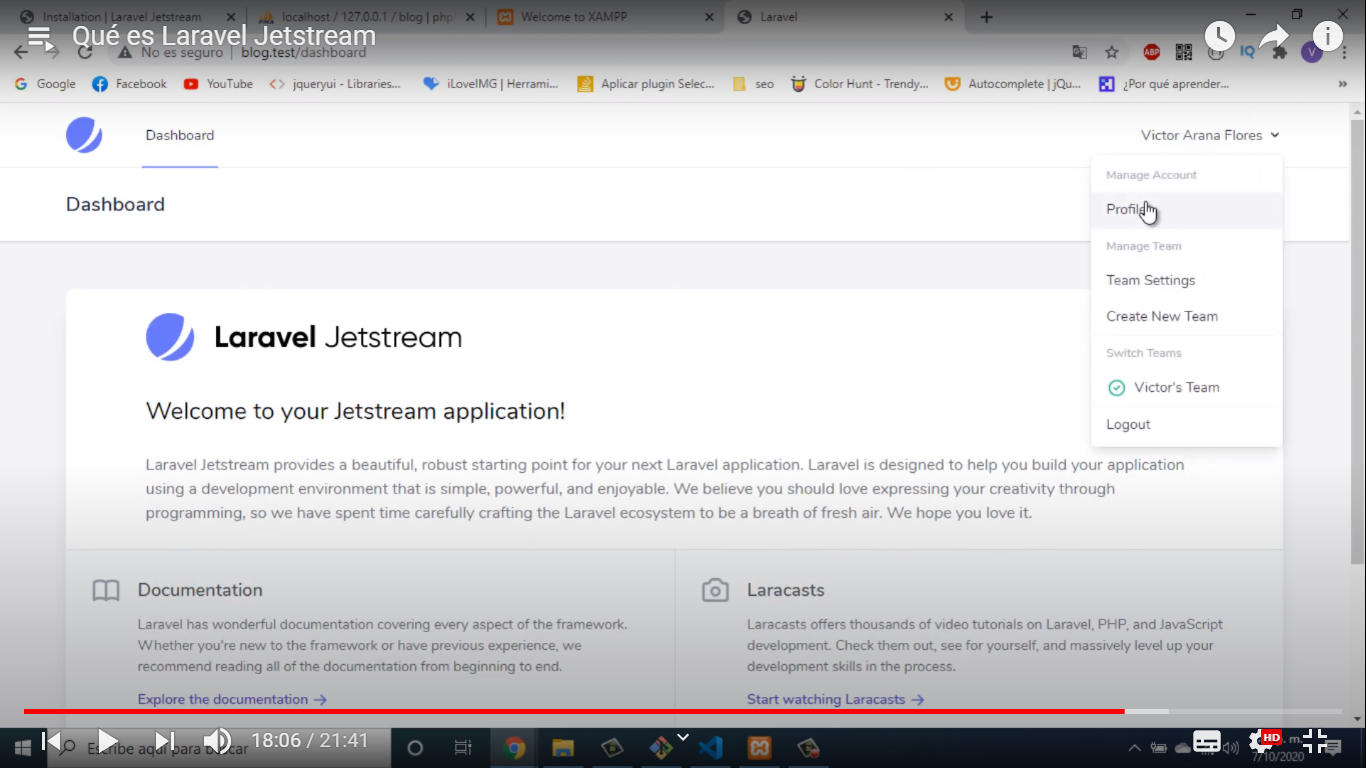 Installation | Laravel Jetstream
localhost / 127.0.0.1 / blog | php
Welcome to XAMPP
Laravel
Qué es Laravel Jetstream
No es seguro | blog.test/dashboard
ABP
IQ
V
Google
Facebook
YouTube
jqueryui - Libraries...
iLoveIMG | Herrami...
Aplicar plugin Selec...
seo
Color Hunt - Trendy...
Autocomplete | jQu...
¿Por qué aprender...
»
Dashboard
Victor Arana Flores
Manage Account
Dashboard
Profile
Manage Team
Team Settings
Create New Team
Switch Teams
Victor's Team
Logout
Laravel Jetstream
Welcome to your Jetstream application!
Laravel Jetstream provides a beautiful, robust starting point for your next Laravel application. Laravel is designed to help you build your application
using a development environment that is simple, powerful, and enjoyable. We believe you should love expressing your creativity through
programming, so we have spent time carefully crafting the Laravel ecosystem to be a breath of fresh air. We hope you love it.
Documentation
Laravel has wonderful documentation covering every aspect of the framework.
Whether you're new to the framework or have previous experience, we
recommend reading all of the documentation from beginning to end.
Explore the documentation →
Laracasts
Laracasts offers thousands of video tutorials on Laravel, PHP, and JavaScript
development. Check them out, see for yourself, and massively level up your
development skills in the process.
Start watching Laracasts →
Escribe aquí para buscar
18:06 / 21:41
HD
. m.
7/10/2020